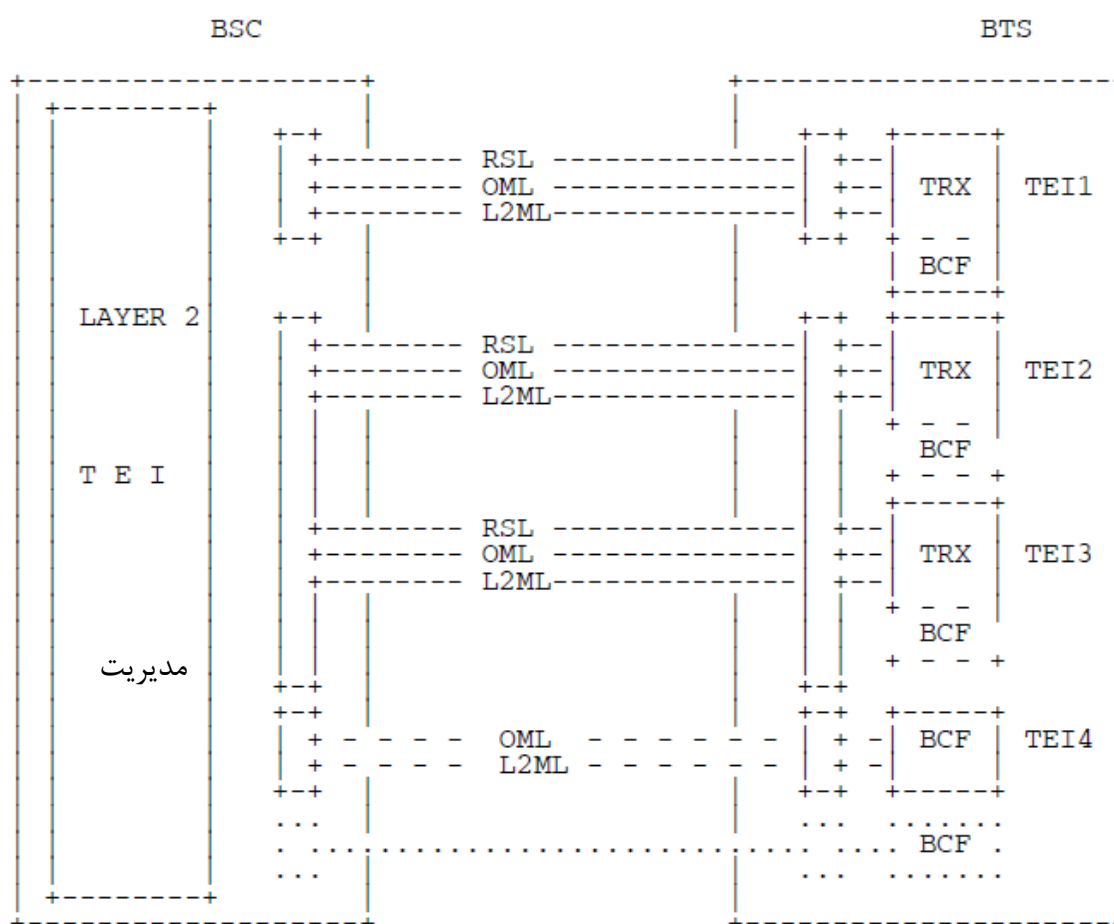 BSC BTS
RSL
OML TRX TEI1
L2ML
BCF
LAYER 2
RSL
OML TRX TEI2
L2ML
BCF
T E I
RSL
OML TRX TEI3
L2ML
BCF
مدیریت
OML BCF TEI4
L2ML
BCF